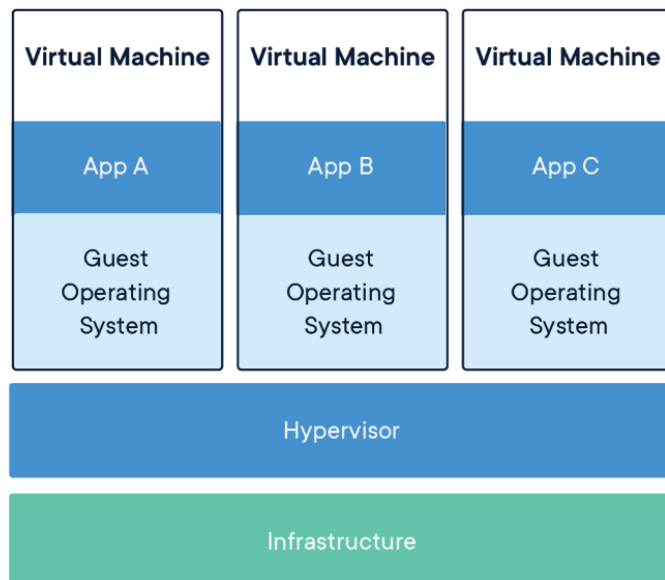 Virtual Machine
Virtual Machine
Virtual Machine
App A
App B
App C
Guest
Operating
System
Guest
Operating
System
Guest
Operating
System
Hypervisor
Infrastructure